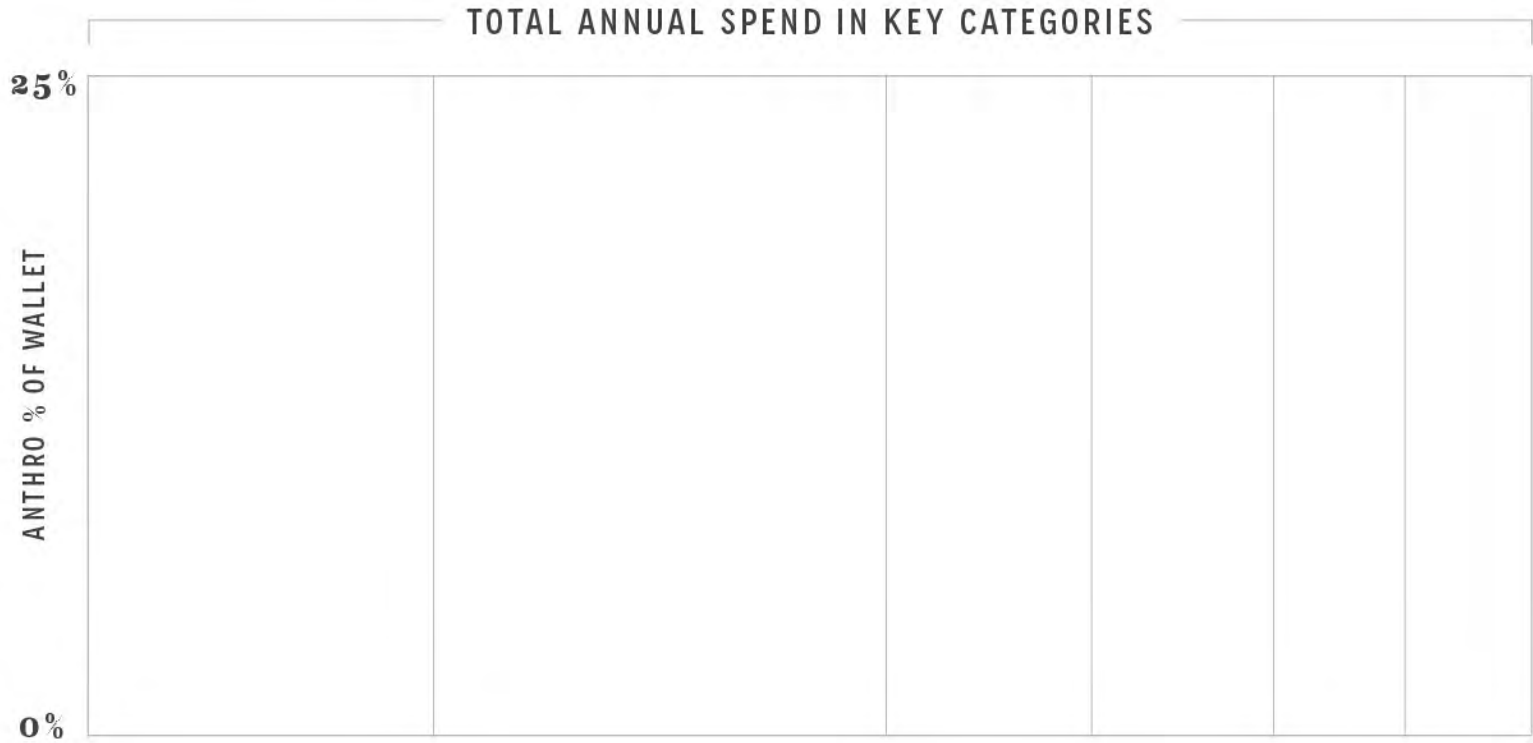 TOTAL ANNUAL SPEND IN KEY CATEGORIES
25%
ANTHRO % OF WALLET
0%